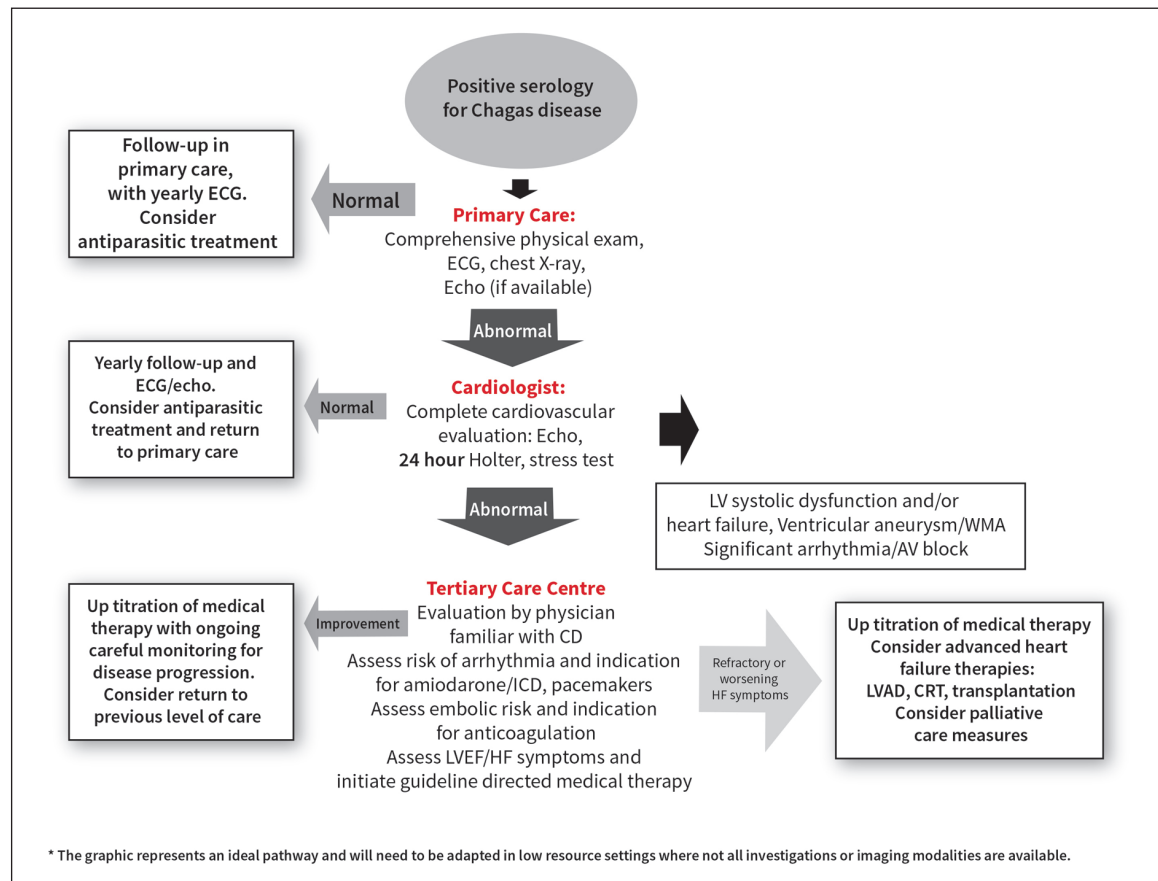 Positive serology
for Chagas disease
Follow-up in
primary care,
with yearly ECG.
Consider
antiparasitic treatment
Normal
Primary Care:
Comprehensive physical exam,
ECG, chest X-ray,
Echo (if available)
Abnormal
Yearly follow-up and
ECG/echo.
Consider antiparasitic
treatment and return
to primary care
Normal
Cardiologist:
Complete cardiovascular
evaluation: Echo,
24 hour Holter, stress test
Abnormal
LV systolic dysfunction and/or
heart failure, Ventricular aneurysm/WMA
Significant arrhythmia/AV block
Up titration of medical
therapy with ongoing
careful monitoring for
disease progression.
Consider return to
previous level of care
Improvement
Tertiary Care Centre
Evaluation by physician
familiar with CD
Assess risk of arrhythmia and indication
for amiodarone/ICD, pacemakers
Assess embolic risk and indication
for anticoagulation
Assess LVEF/HF symptoms and
initiate guideline directed medical therapy
Refractory or
worsening
HF symptoms
Up titration of medical therapy
Consider advanced heart
failure therapies:
LVAD, CRT, transplantation
Consider palliative
care measures
* The graphic represents an ideal pathway and will need to be adapted in low resource settings where not all investigations or imaging modalities are available.